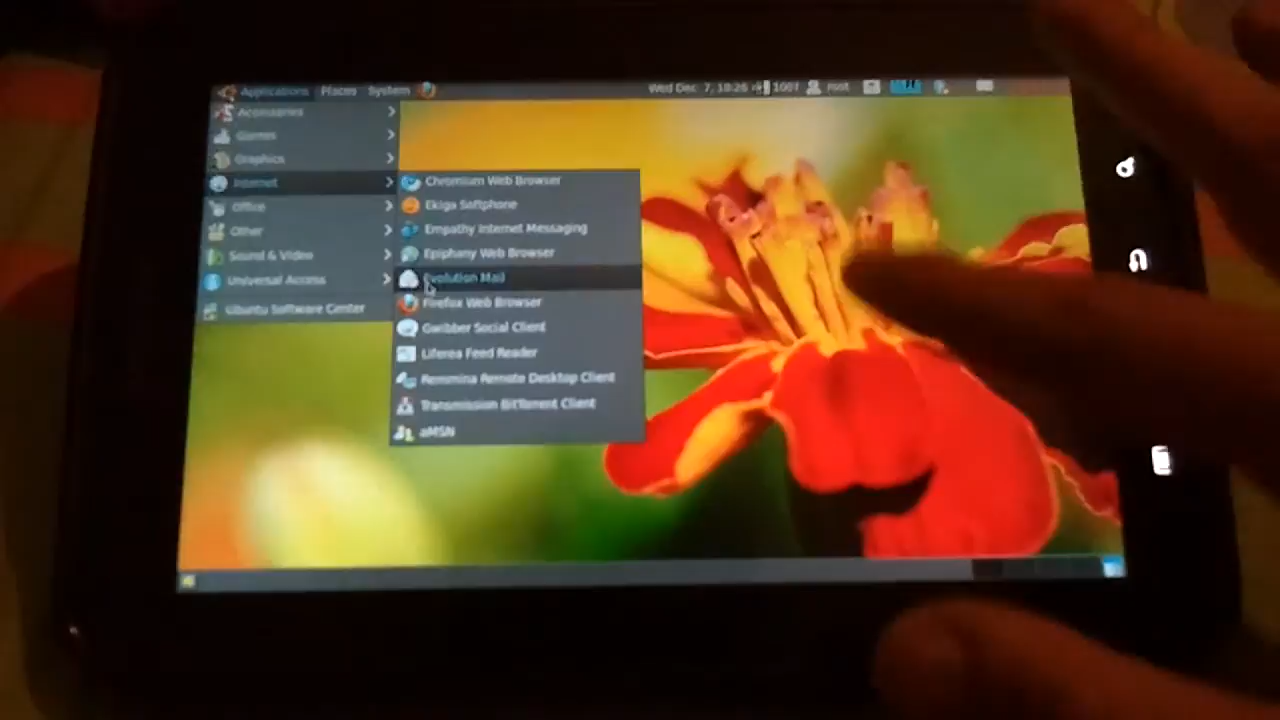 Applications Places System Wed Dec 7, 18:26 100% root
Accessories
Games
Graphics
Internet
Office
Other
Sound & Video
Universal Access
Ubuntu Software Center
Chromium Web Browser
Ekiga Softphone
Empathy Internet Messaging
Epiphany Web Browser
Evolution Mail
Firefox Web Browser
Gwibber Social Client
Liferea Feed Reader
Remmina Remote Desktop Client
Transmission BitTorrent Client
aMSN